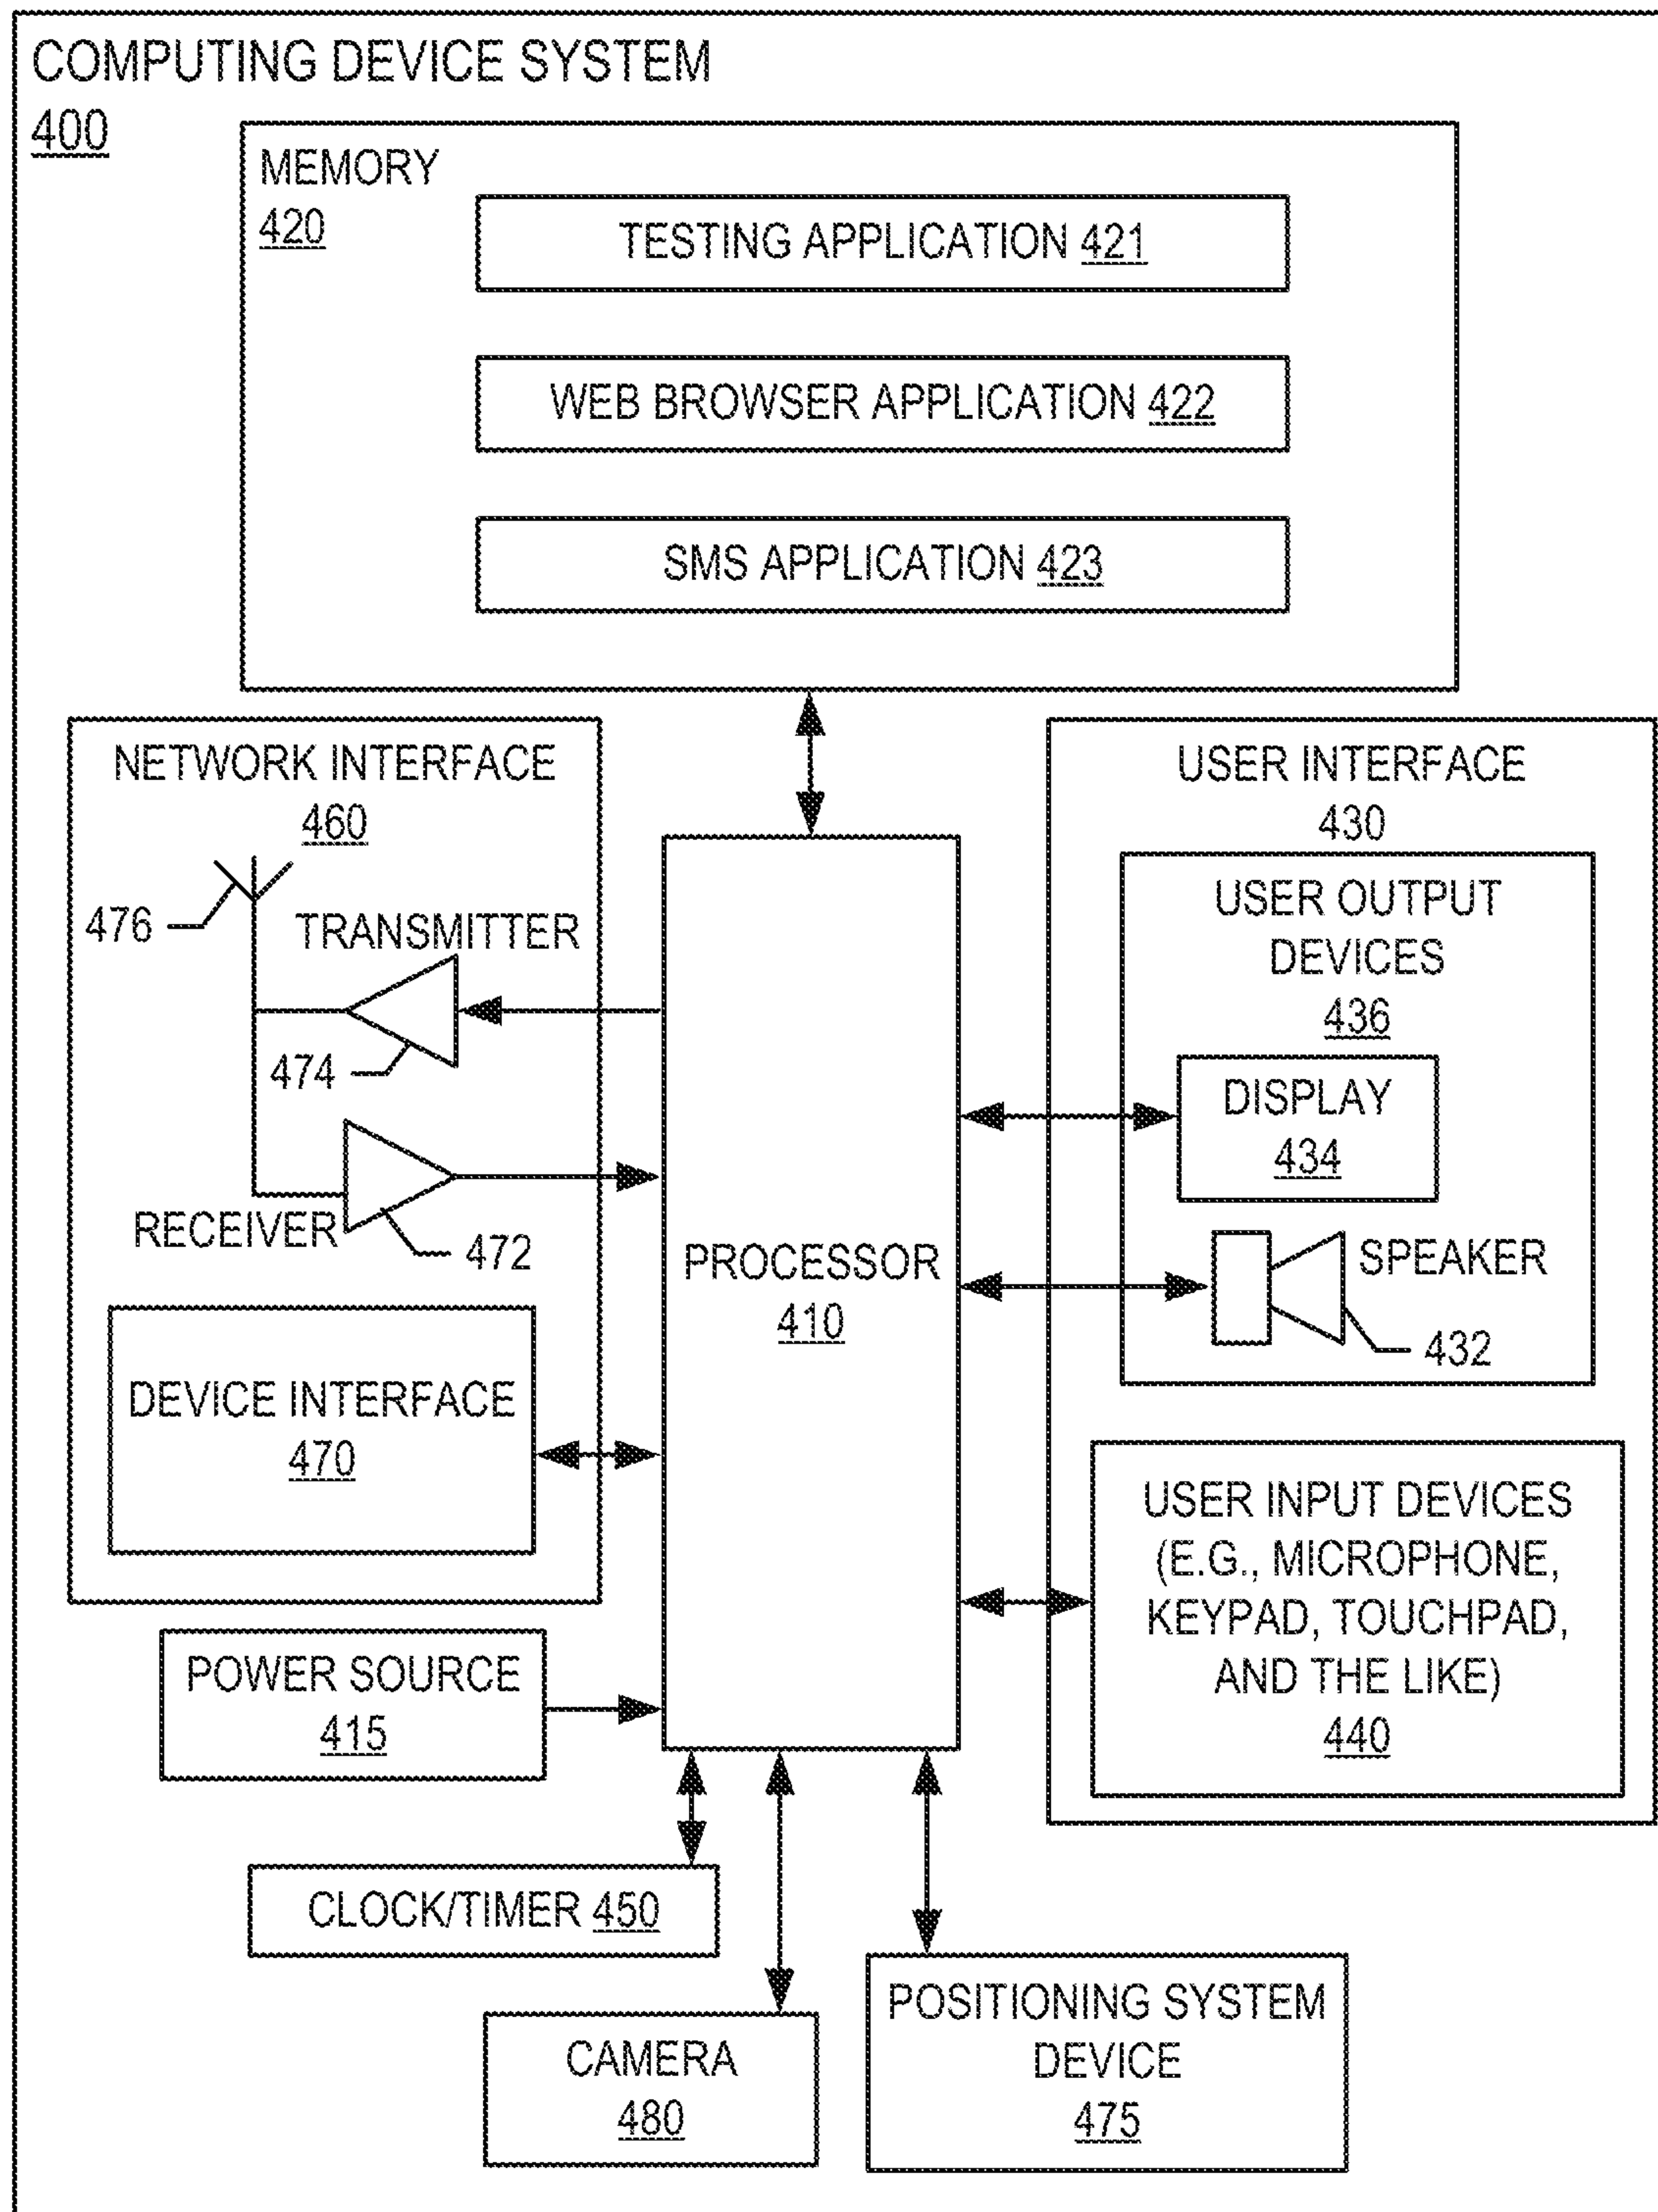 COMPUTING DEVICE SYSTEM
400
MEMORY
420
TESTING APPLICATION 421
WEB BROWSER APPLICATION 422
SMS APPLICATION 423
NETWORK INTERFACE
460
476
TRANSMITTER
474
RECEIVER
472
DEVICE INTERFACE
470
PROCESSOR
410
USER INTERFACE
430
USER OUTPUT
DEVICES
436
DISPLAY
434
SPEAKER
432
USER INPUT DEVICES
(E.G., MICROPHONE,
KEYPAD, TOUCHPAD,
AND THE LIKE)
440
POWER SOURCE
415
CLOCK/TIMER 450
CAMERA
480
POSITIONING SYSTEM
DEVICE
475